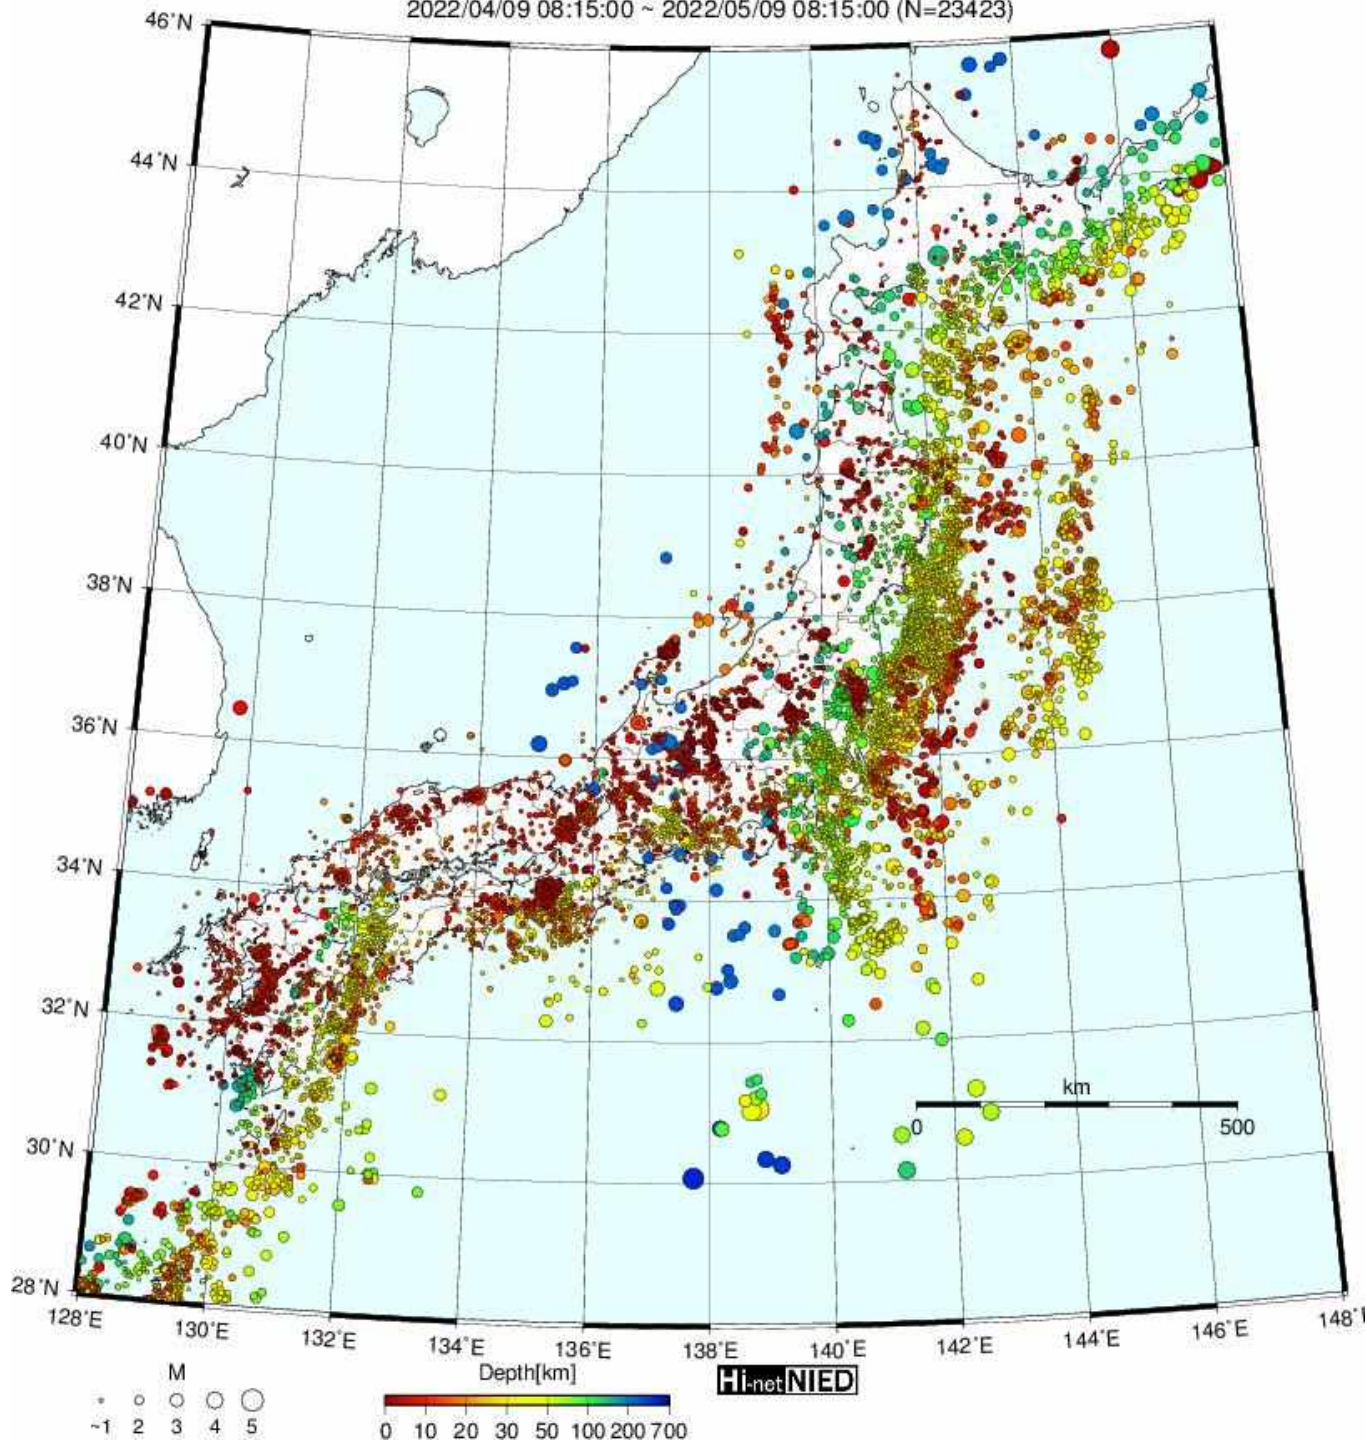 2022/04/09 08:15:00 ~ 2022/05/09 08:15:00 (N=23423)
46°N
44°N
42°N
40°N
38°N
36°N
34°N
32°N
30°N
28°N
km
0 500
128°E 130°E 132°E 134°E 136°E 138°E 140°E 142°E 144°E 146°E 148°
M
~1 2 3 4 5
Depth[km]
0 10 20 30 50 100 200 700
Hi-net NIED